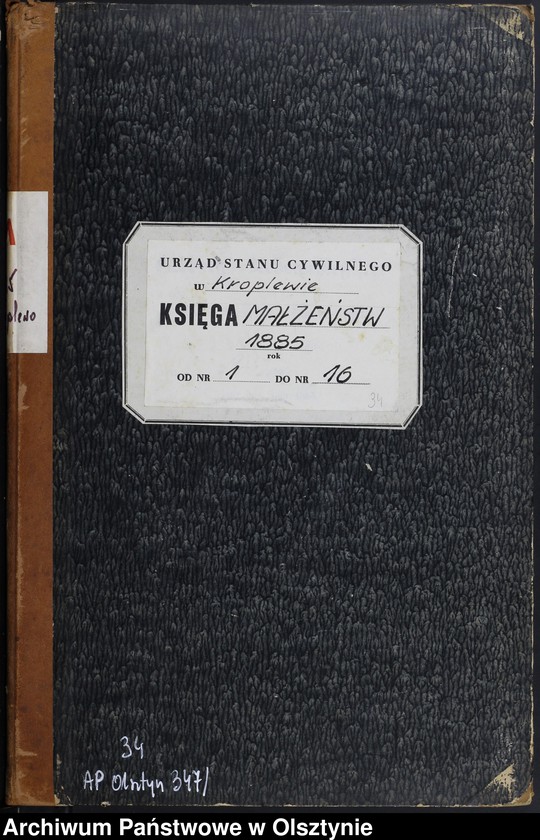 URZĄD STANU CYWILNEGO
w Kroplewie
KSIĘGA MAŁŻEŃSTW
1885
rok
OD NR 1 DO NR 16
34
34
AP Olsztyn 347/
Archiwum Państwowe w Olsztynie